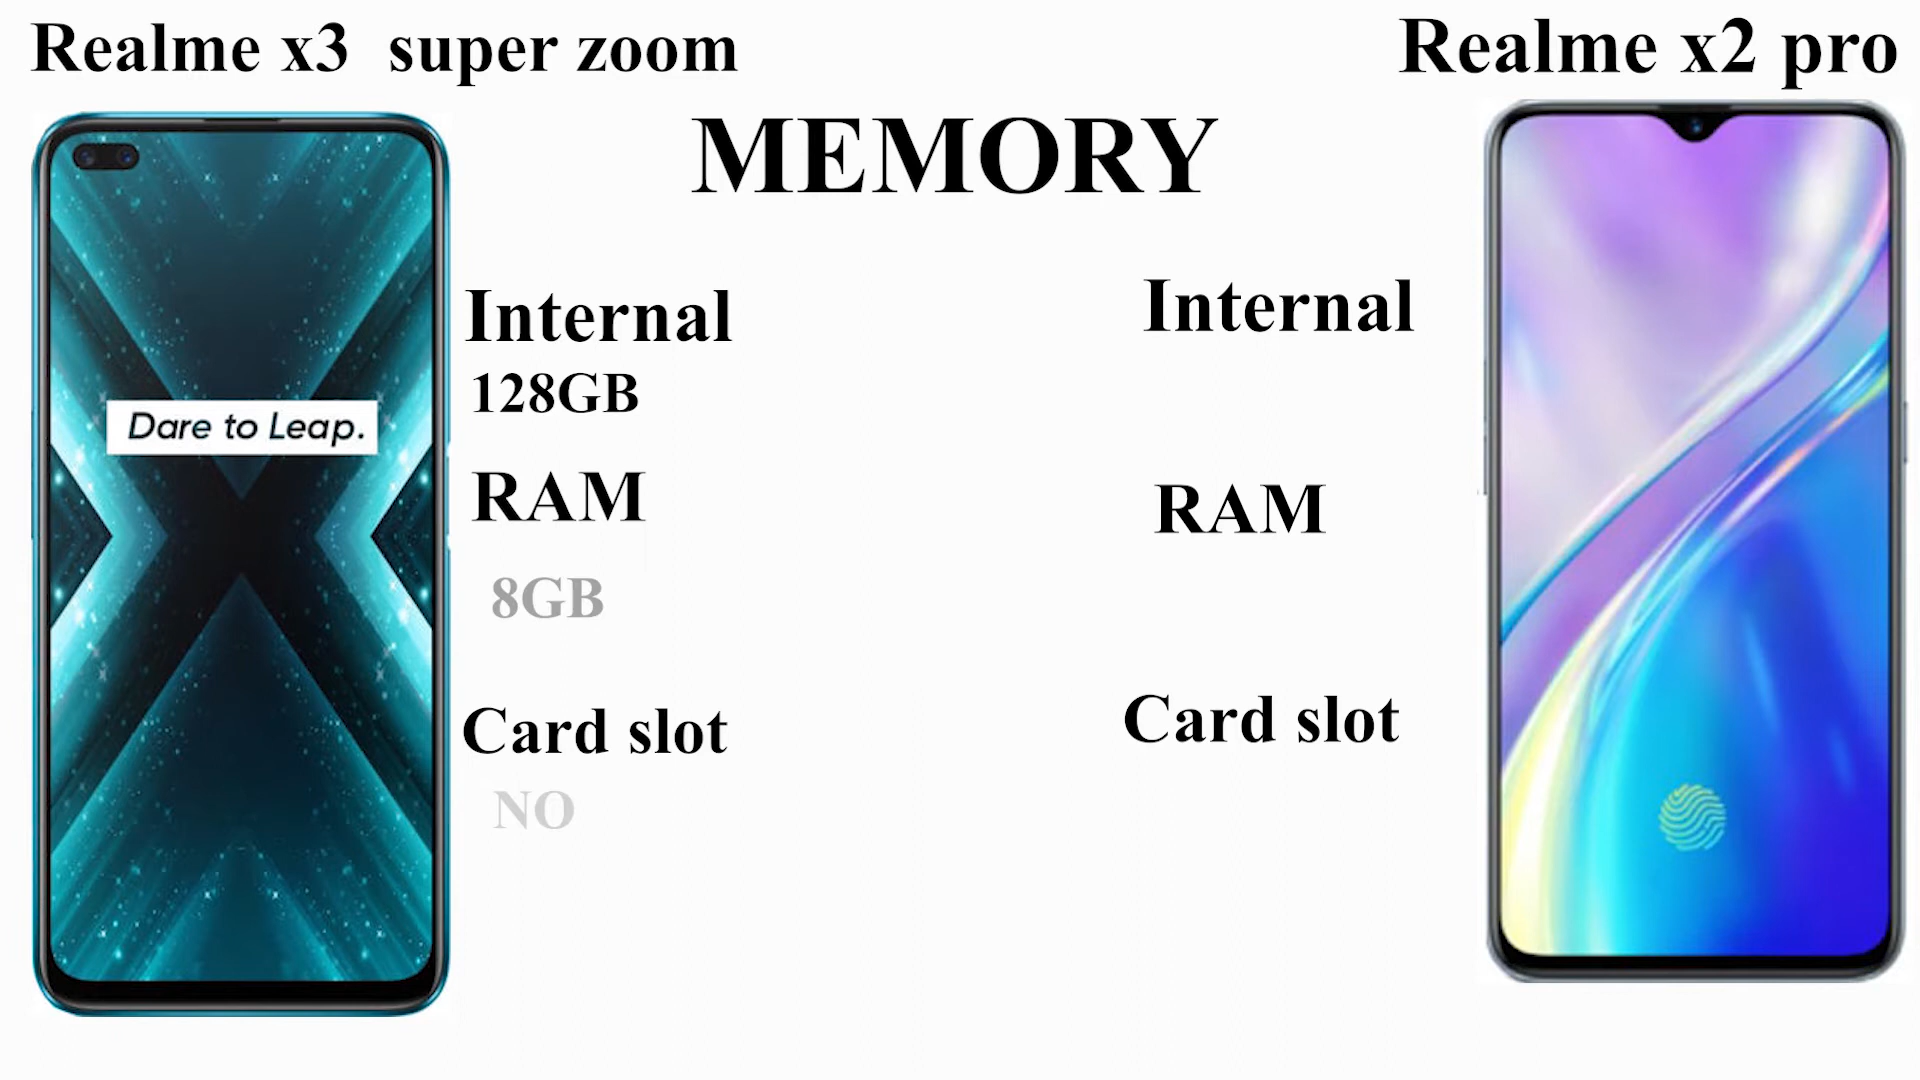 Realme x3 super zoom
Realme x2 pro
MEMORY
Internal
128GB
RAM
8GB
Card slot
NO
Internal
RAM
Card slot
Dare to Leap.